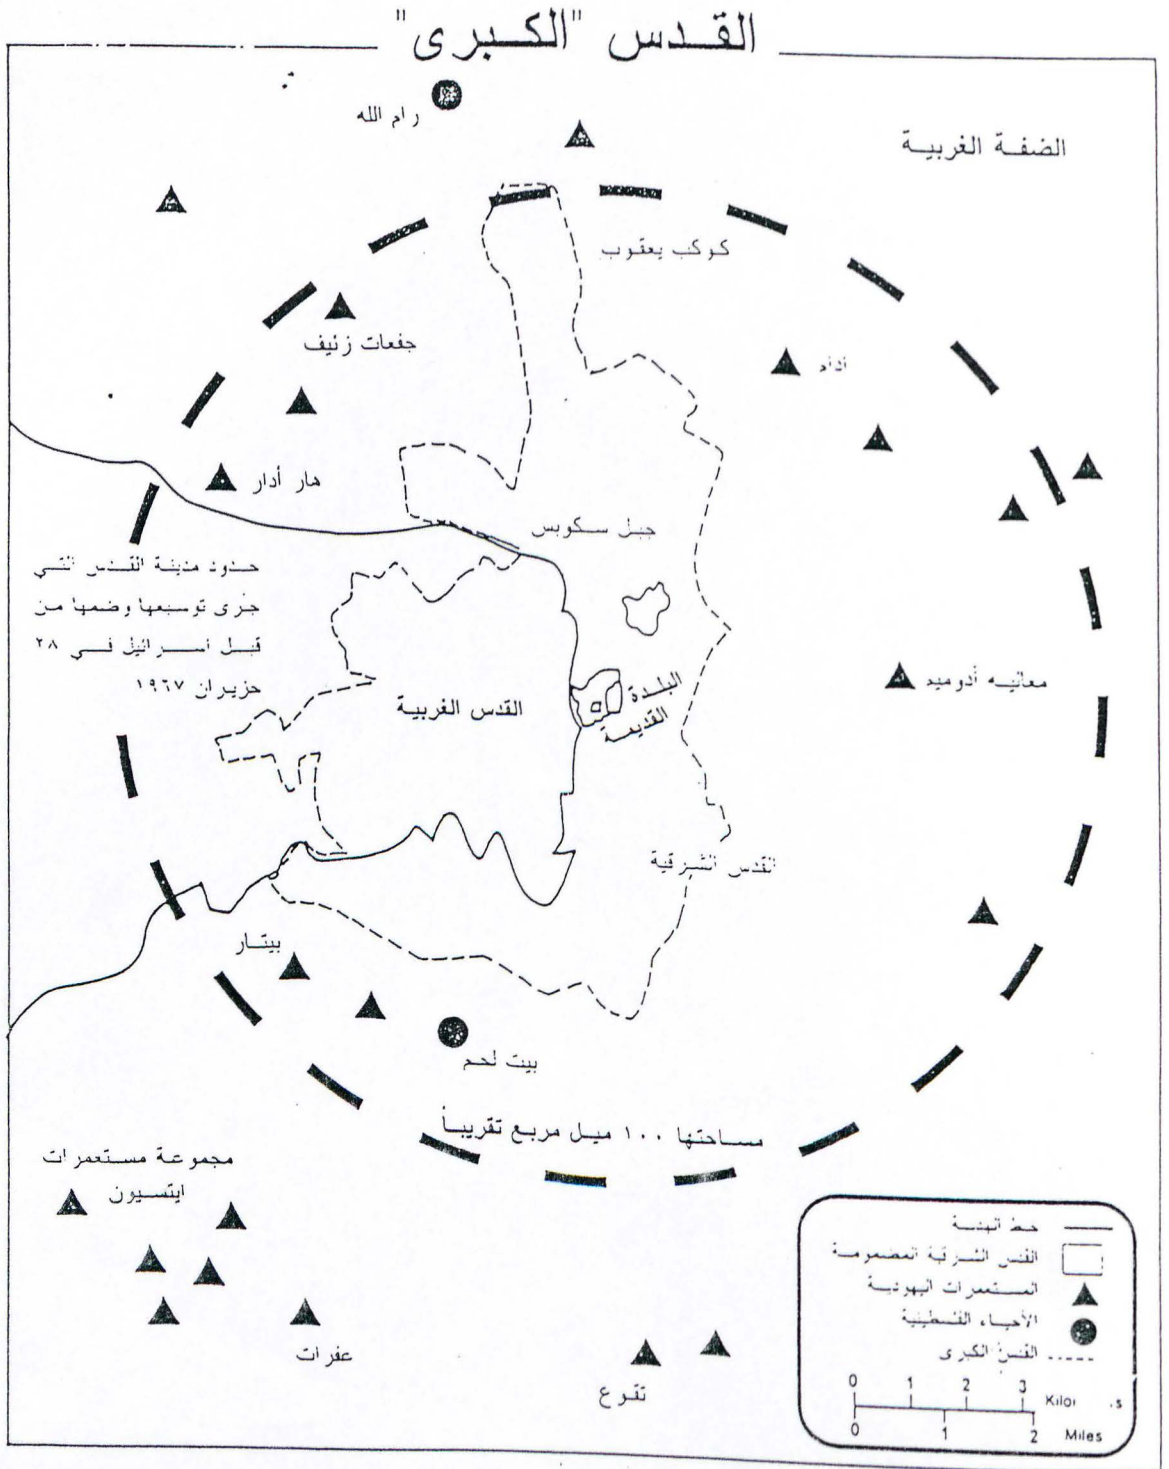 القدس "الكبرى"
رام الله
الضفة الغربية
كوكب يعقوب
جفعات زئيف
أدام
هار أدار
جبل سكوبس
حدود مدينة القدس التي
جرى توسيعها وضمها من
قبل اسرائيل في ٢٨
حزيران ١٩٦٧
البلدة
القديمة
معاليه أدوميم
القدس الغربية
القدس الشرقية
بيتار
بيت لحم
مساحتها ١٠٠ ميل مربع تقريباً
مجموعة مستعمرات
ايتسيون
عفرات
تقوع
خط الهدنة
القدس الشرقية المضمومة
المستعمرات اليهودية
الأحياء الفلسطينية
القدس الكبرى
0 1 2 3
0 1 2 Miles